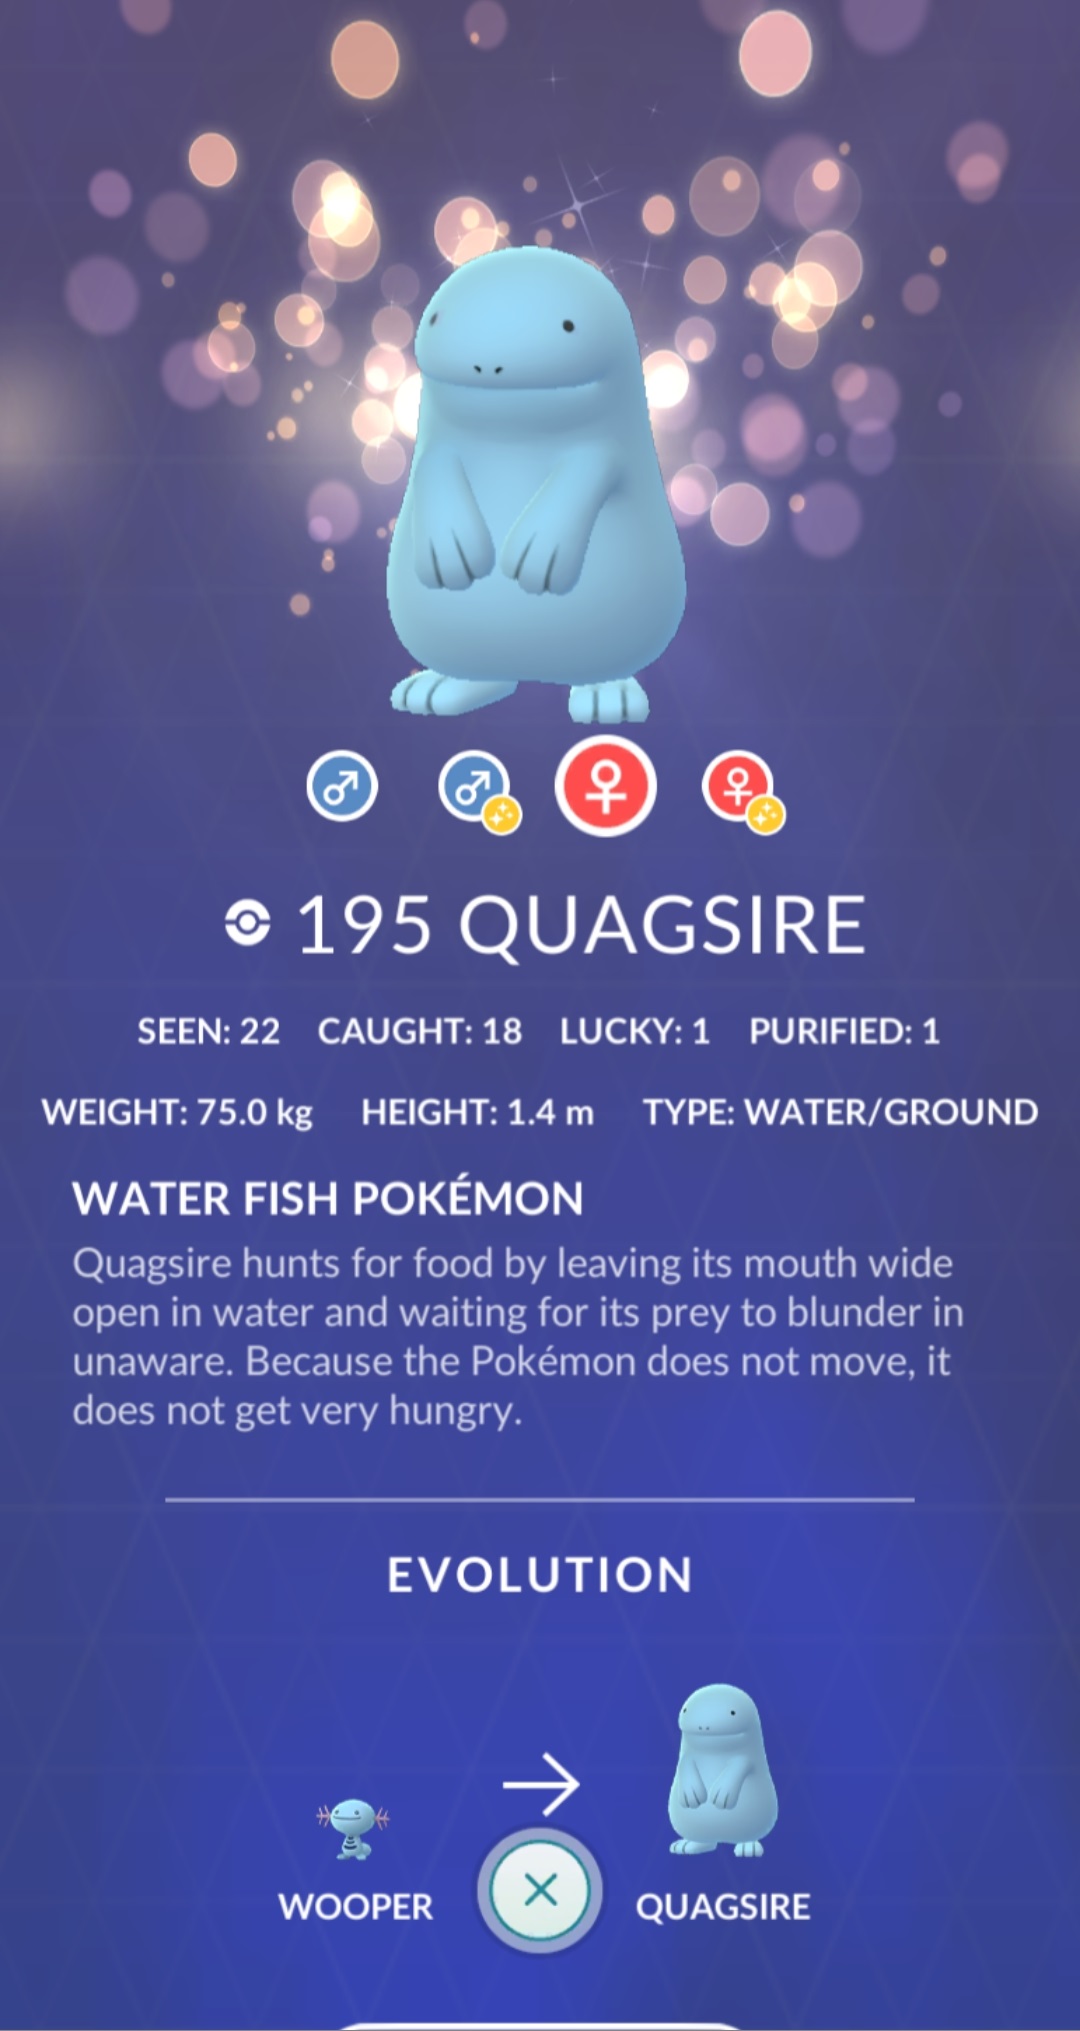 195 QUAGSIRE
SEEN: 22 CAUGHT: 18 LUCKY: 1 PURIFIED: 1
WEIGHT: 75.0 kg HEIGHT: 1.4 m TYPE: WATER/GROUND
WATER FISH POKÉMON
Quagsire hunts for food by leaving its mouth wide
open in water and waiting for its prey to blunder in
unaware. Because the Pokémon does not move, it
does not get very hungry.
EVOLUTION
WOOPER QUAGSIRE